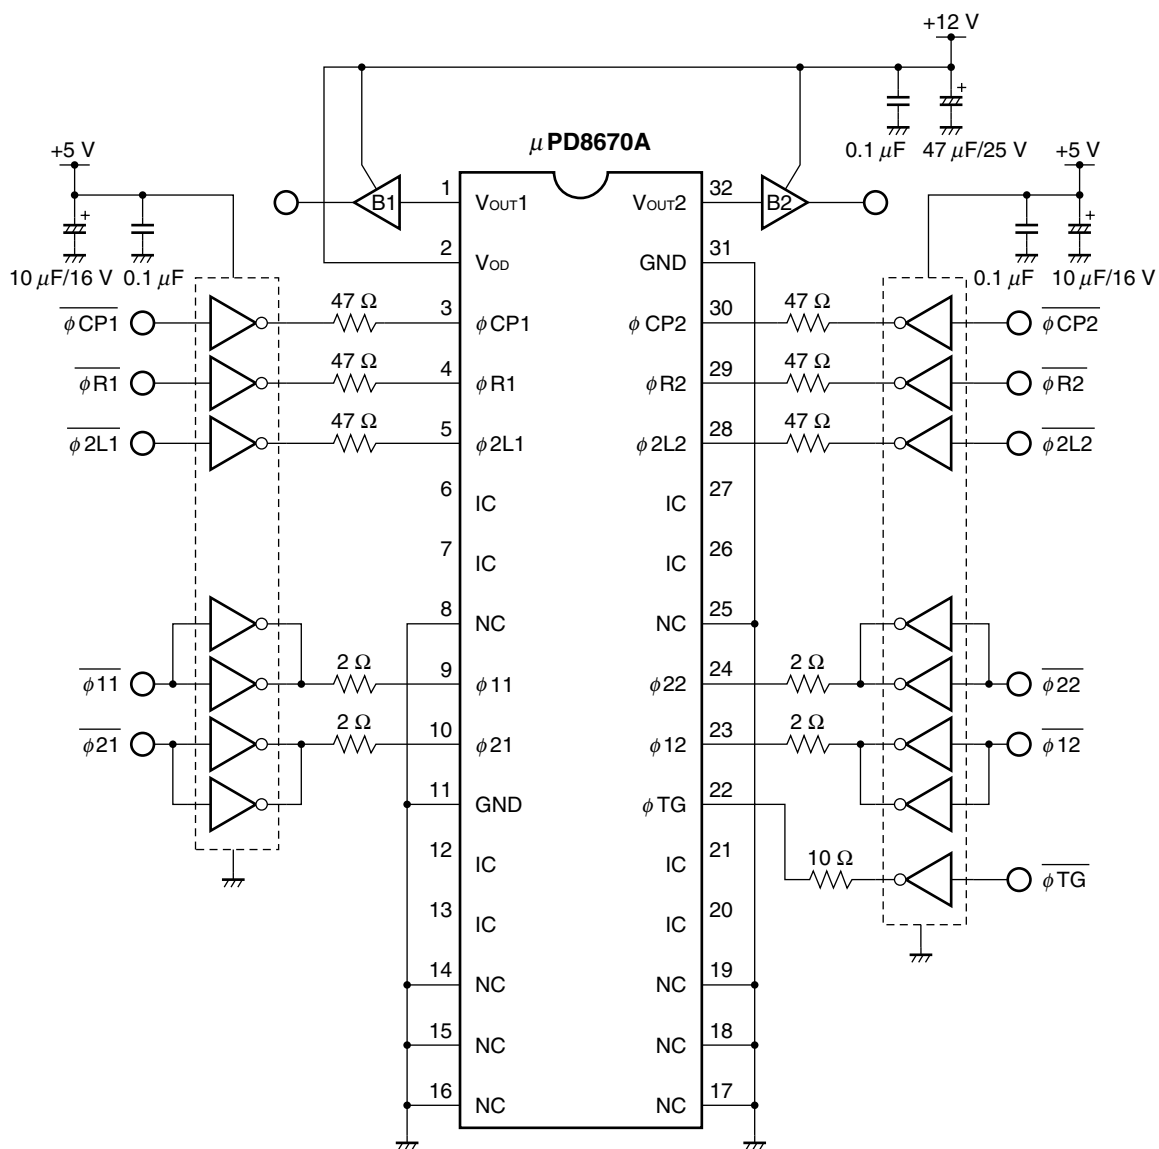 +12 V
μPD8670A
0.1 μF 47 μF/25 V
+5 V
+5 V
10 μF/16 V 0.1 μF
0.1 μF 10 μF/16 V
B1 1 VOUT1 VOUT2 32 B2
2 VOD GND 31
φCP1 47 Ω 3 φCP1 φCP2 30 47 Ω φCP2
φR1 47 Ω 4 φR1 φR2 29 47 Ω φR2
φ2L1 47 Ω 5 φ2L1 φ2L2 28 47 Ω φ2L2
6 IC IC 27
7 IC IC 26
8 NC NC 25
φ11 2 Ω 9 φ11 φ22 24 2 Ω φ22
φ21 2 Ω 10 φ21 φ12 23 2 Ω φ12
11 GND φTG 22
12 IC IC 21
10 Ω φTG
13 IC IC 20
14 NC NC 19
15 NC NC 18
16 NC NC 17